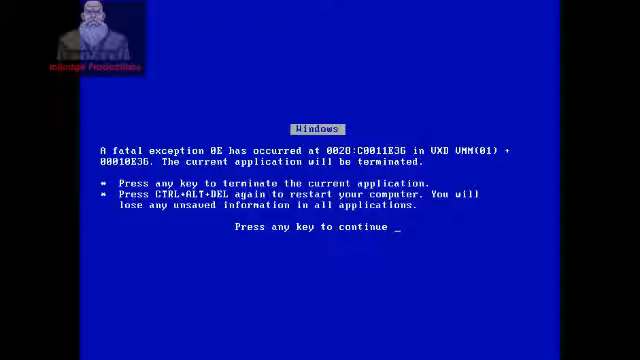 Windows
A fatal exception 0E has occurred at 0028:C0011E36 in VXD VMM(01) +
00010E36. The current application will be terminated.
* Press any key to terminate the current application.
* Press CTRL+ALT+DEL again to restart your computer. You will
lose any unsaved information in all applications.
Press any key to continue _